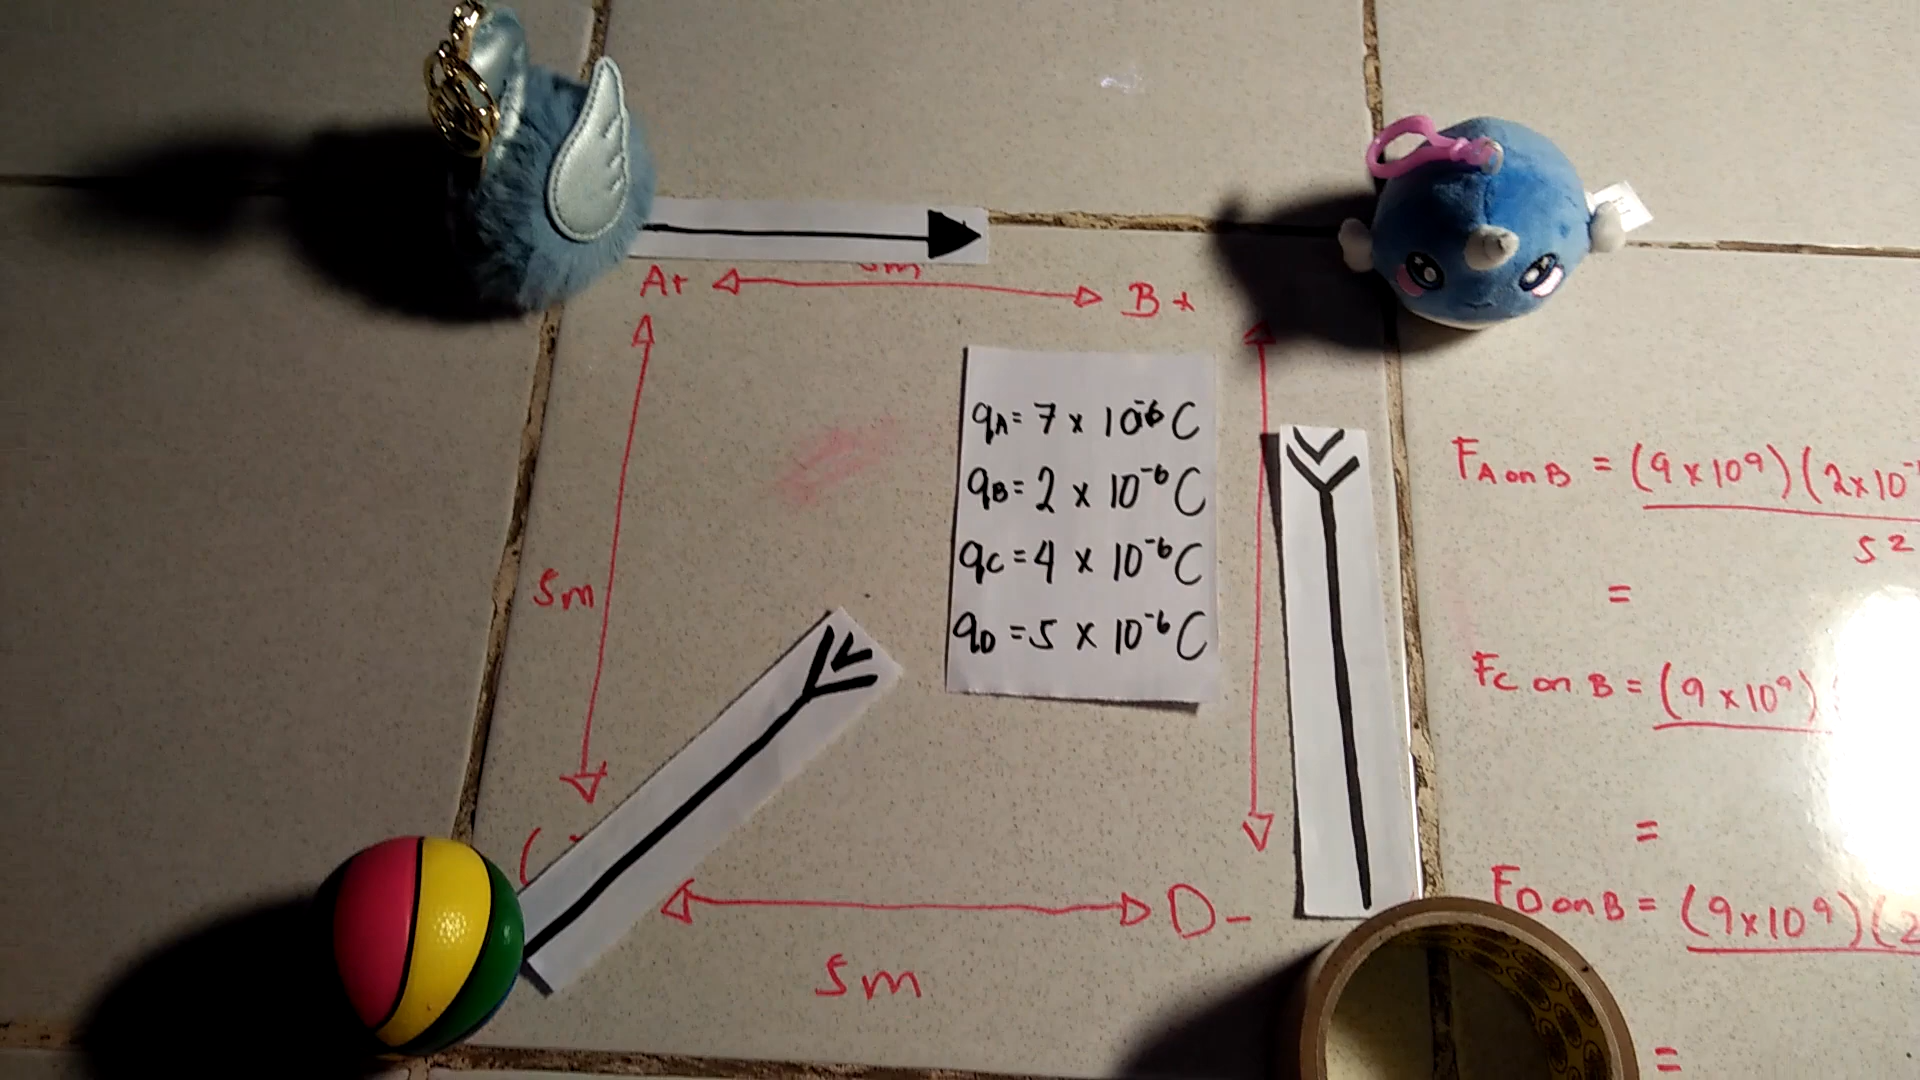 A+
B+
qA = 7 x 10-6 C
qB = 2 x 10-6 C
qC = 4 x 10-6 C
qD = 5 x 10-6 C
5m
D -
5m
FA on B = (9x10⁹)(2x10-
5²
=
FC on B = (9x10⁹)
=
FD on B = (9x10⁹)(2
=